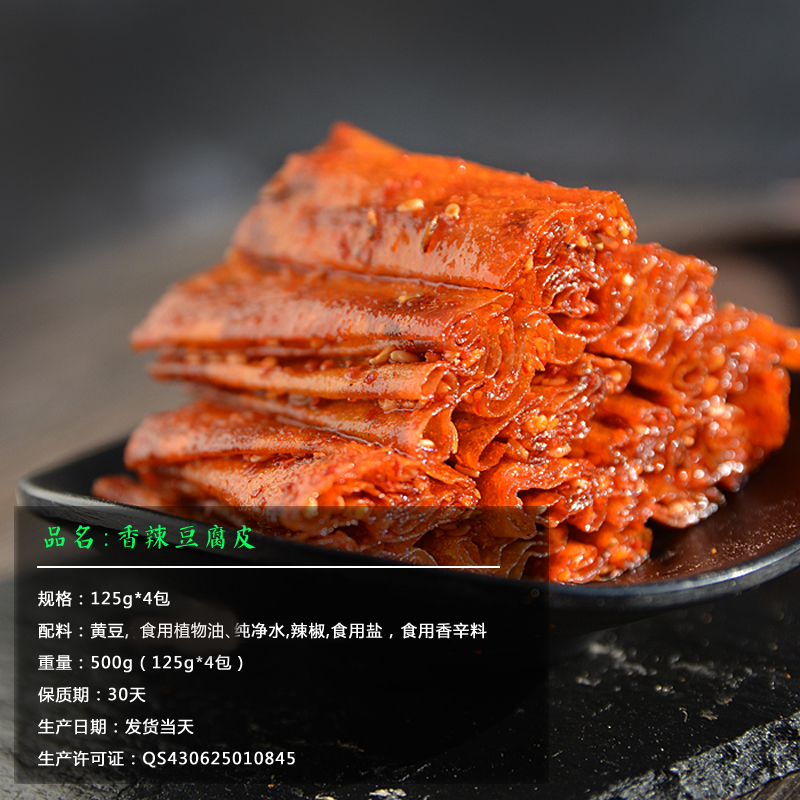 品名:香辣豆腐皮
规格：125g*4包
配料：黄豆，食用植物油、纯净水,辣椒,食用盐，食用香辛料
重量：500g（125g*4包）
保质期：30天
生产日期：发货当天
生产许可证：QS430625010845